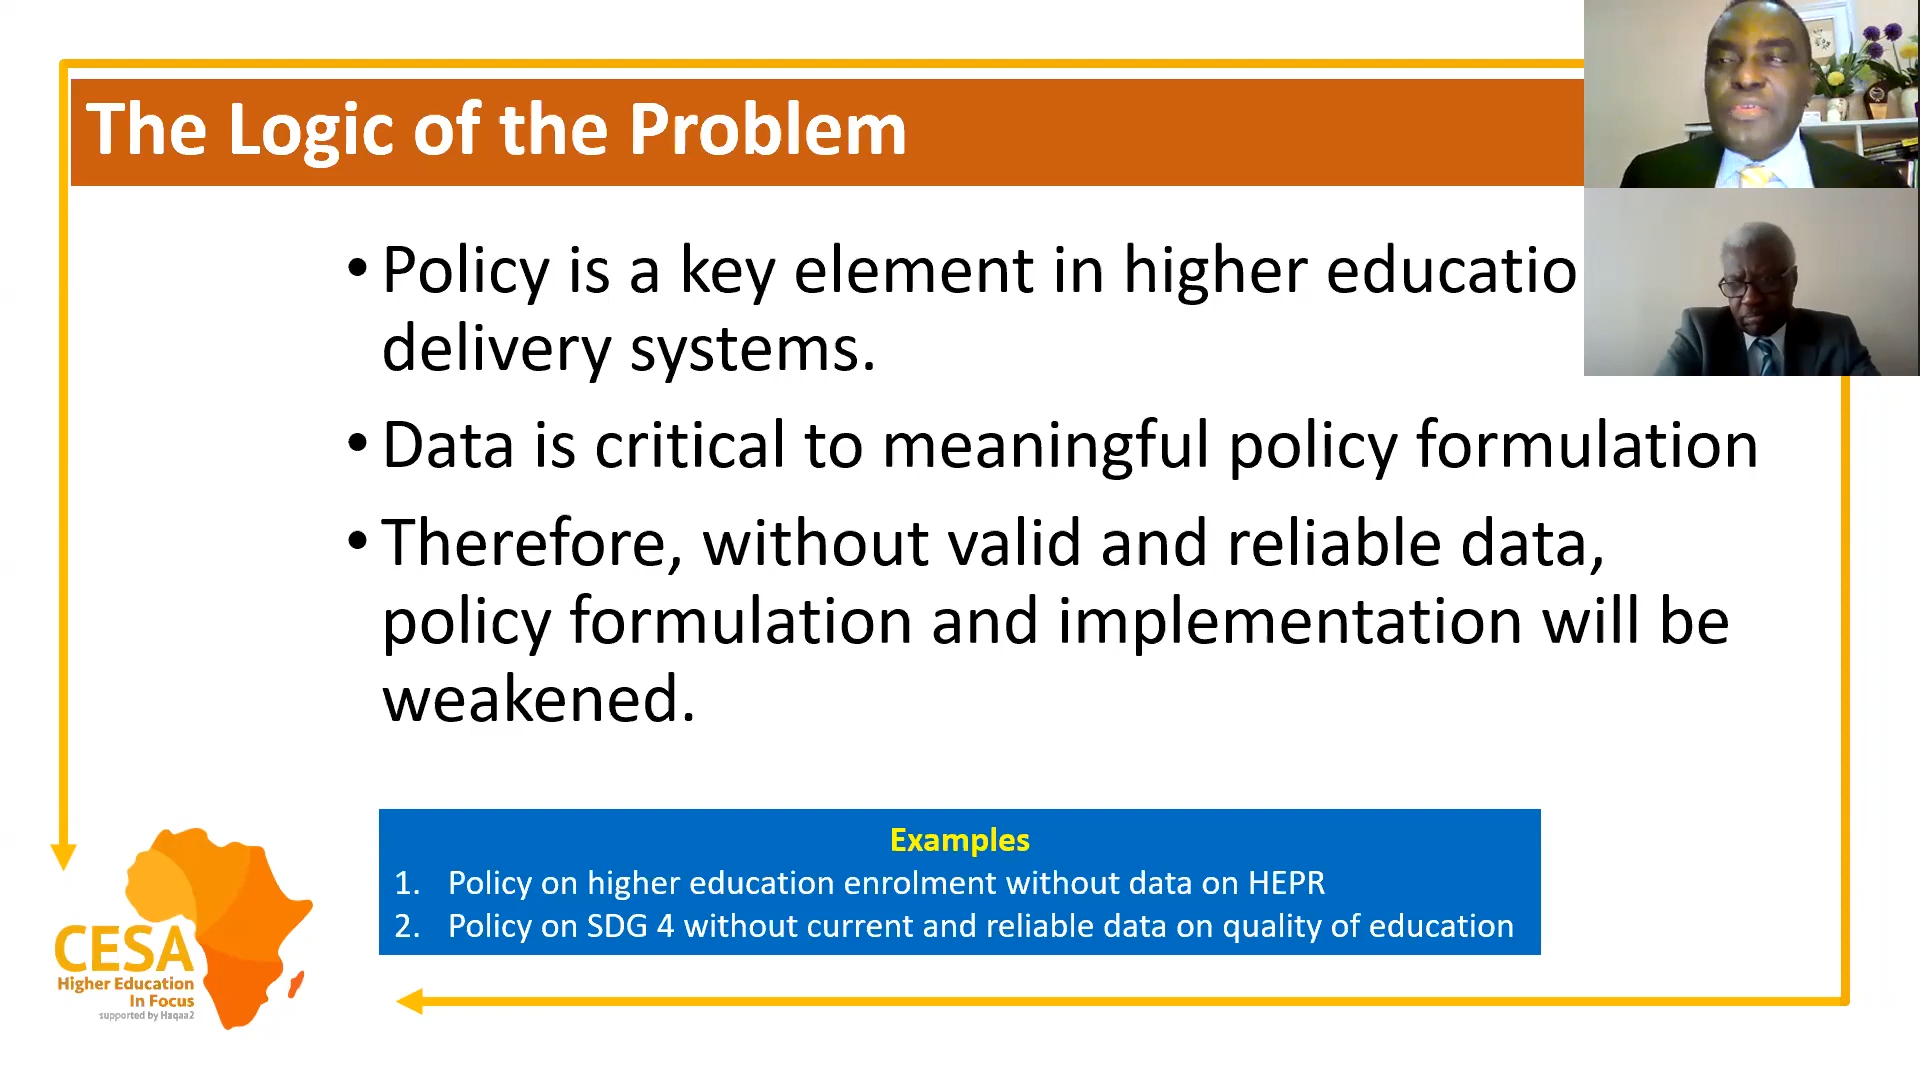 The Logic of the Problem
• Policy is a key element in higher educatio
delivery systems.
• Data is critical to meaningful policy formulation
• Therefore, without valid and reliable data,
policy formulation and implementation will be
weakened.
Examples
1. Policy on higher education enrolment without data on HEPR
2. Policy on SDG 4 without current and reliable data on quality of education
CESA
Higher Education
In Focus
supported by Haqaa2